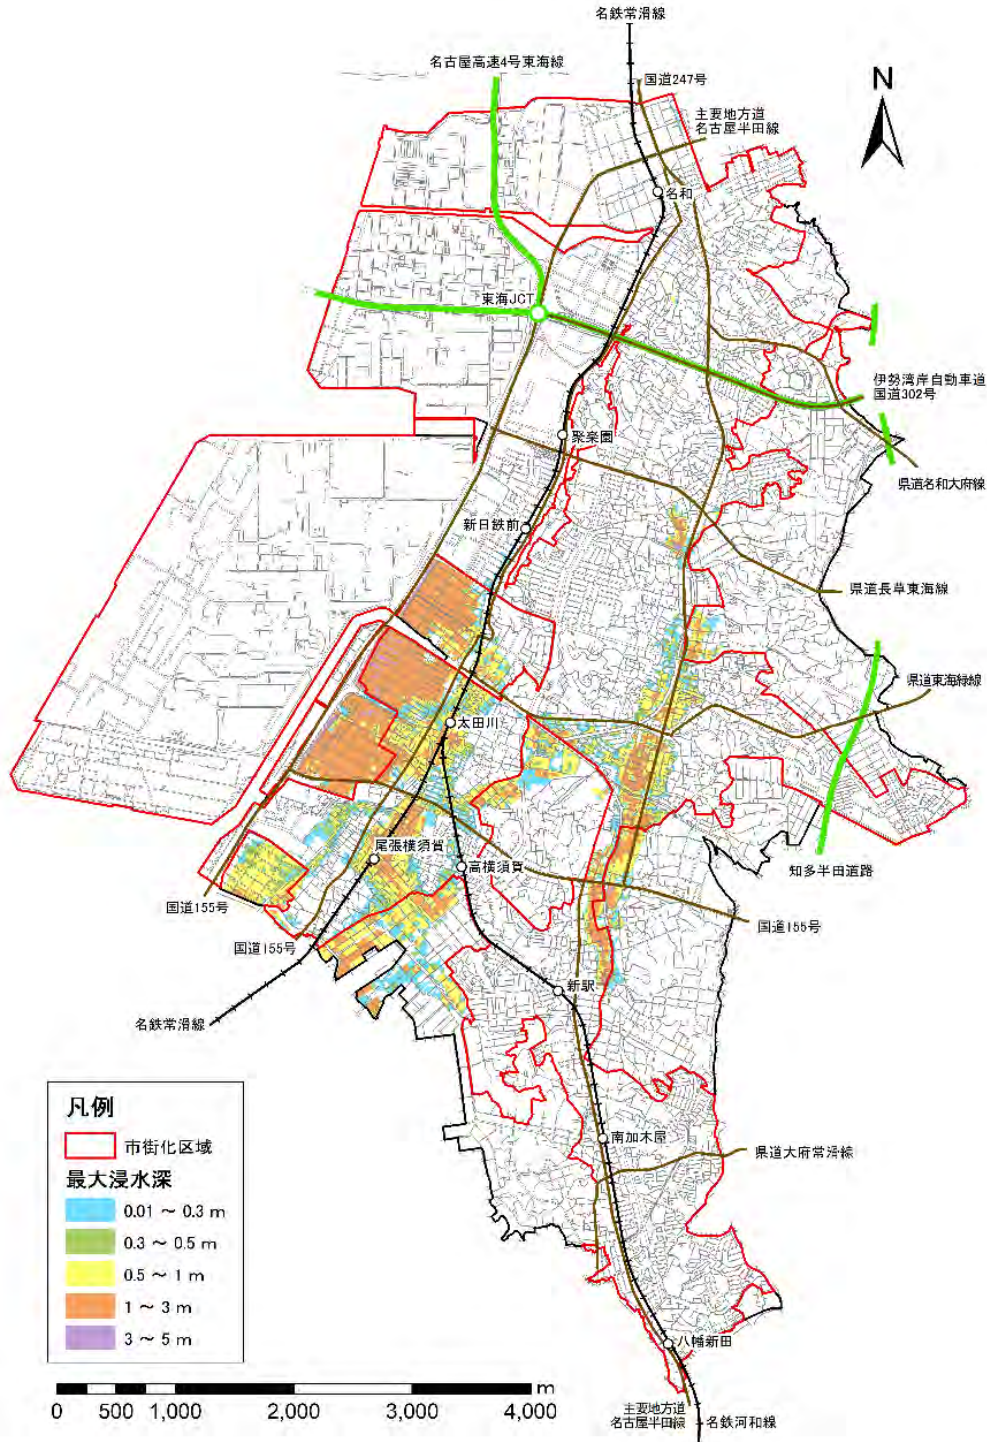 名鉄常滑線
名古屋高速4号東海線
国道247号
主要地方道
名古屋半田線
N
名和
東海JCT
伊勢湾岸自動車道
国道302号
聚楽園
県道名和大府線
新日鉄前
県道長草東海線
県道東海緑線
太田川
尾張横須賀
高横須賀
知多半田道路
国道155号
国道155号
国道155号
新駅
名鉄常滑線
凡例
市街化区域
最大浸水深
0.01 ～ 0.3 m
0.3 ～ 0.5 m
0.5 ～ 1 m
1 ～ 3 m
3 ～ 5 m
南加木屋
県道大府常滑線
八幡新田
m
0 500 1,000 2,000 3,000 4,000
主要地方道
名古屋半田線
名鉄河和線